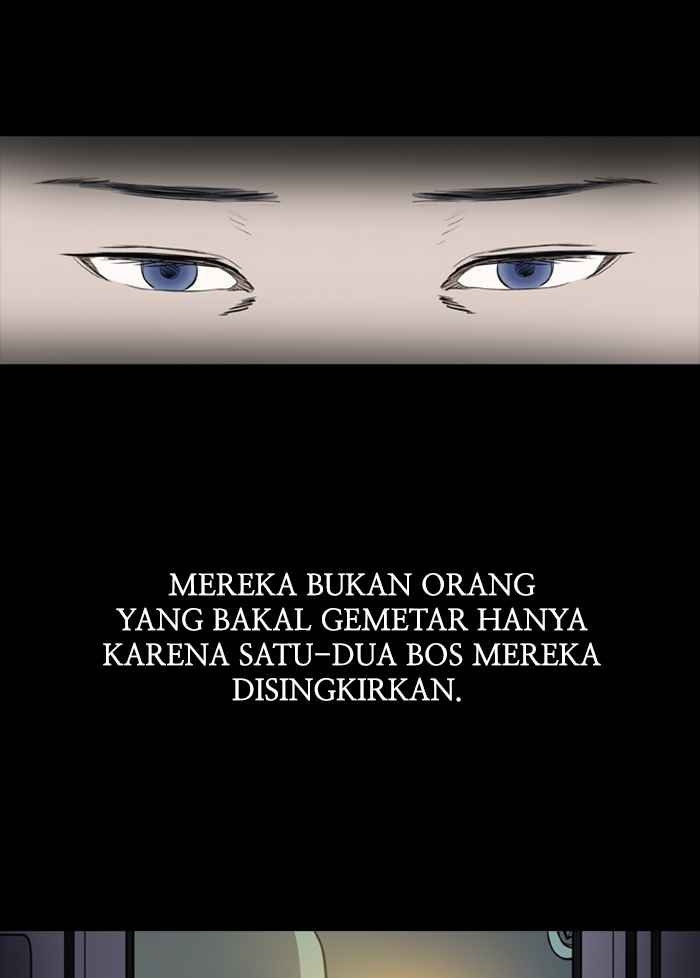 MEREKA BUKAN ORANG
YANG BAKAL GEMETAR HANYA
KARENA SATU-DUA BOS MEREKA
DISINGKIRKAN.